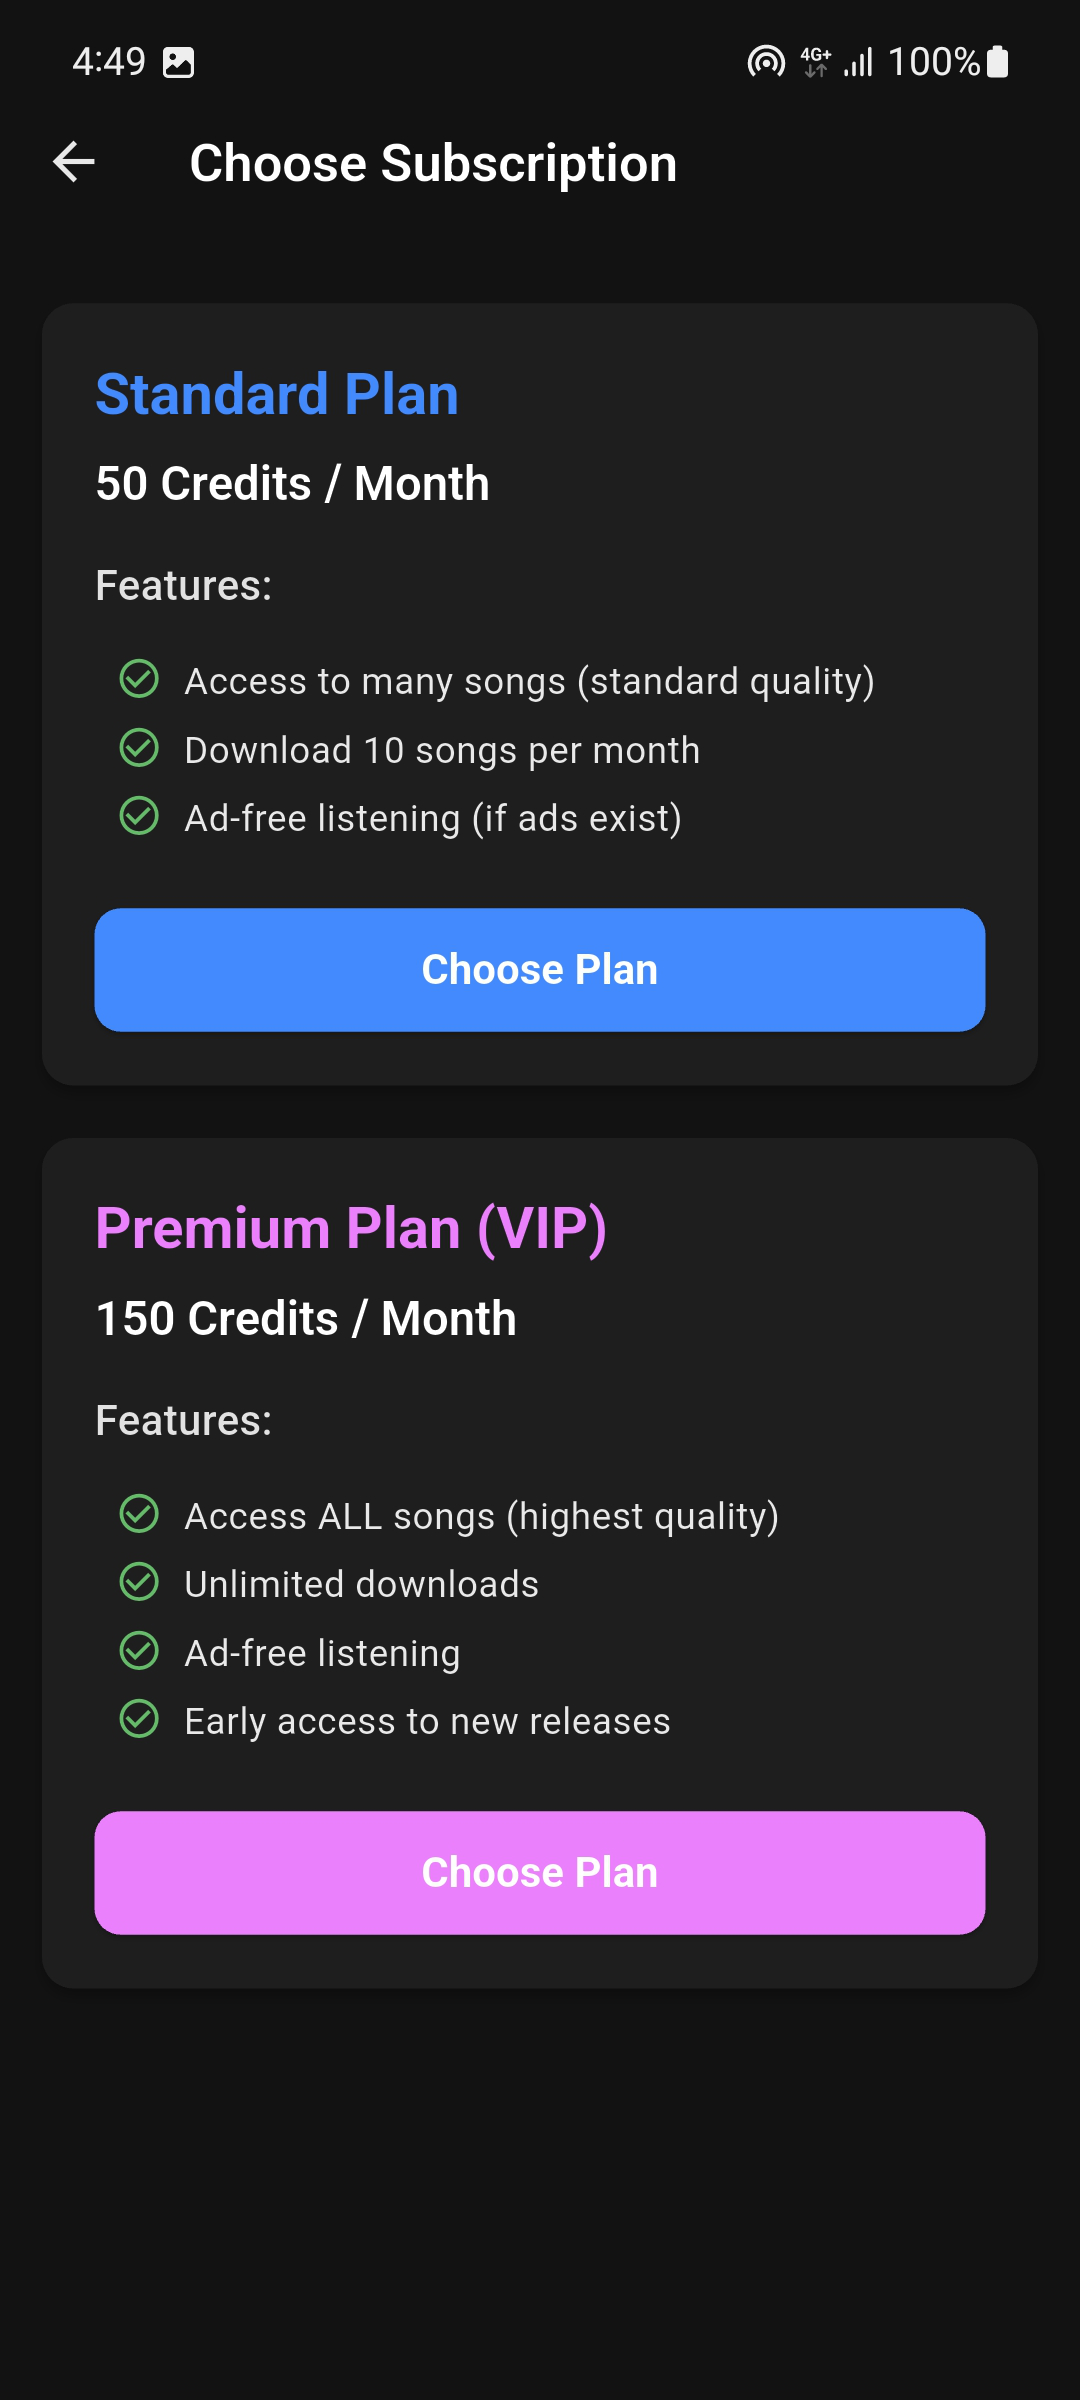 4:49 4G+ 100%
Choose Subscription
Standard Plan
50 Credits / Month
Features:
Access to many songs (standard quality)
Download 10 songs per month
Ad-free listening (if ads exist)
Choose Plan
Premium Plan (VIP)
150 Credits / Month
Features:
Access ALL songs (highest quality)
Unlimited downloads
Ad-free listening
Early access to new releases
Choose Plan